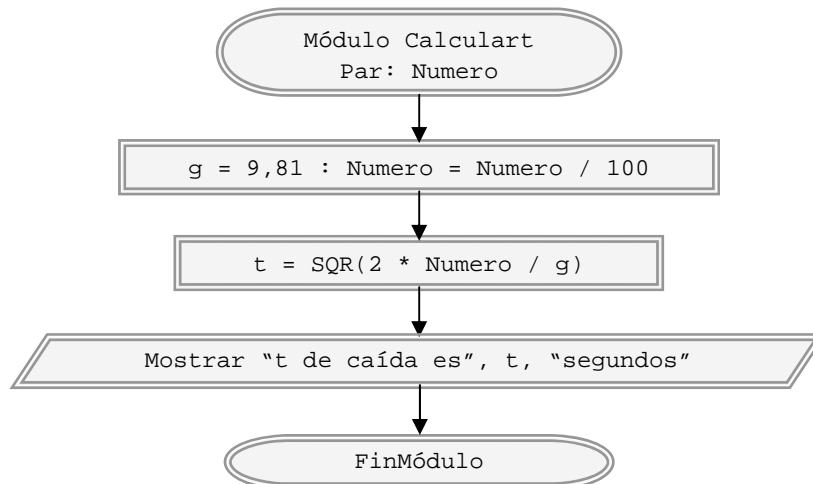 Módulo Calculart
Par: Numero
g = 9,81 : Numero = Numero / 100
t = SQR(2 * Numero / g)
Mostrar “t de caída es”, t, “segundos”
FinMódulo